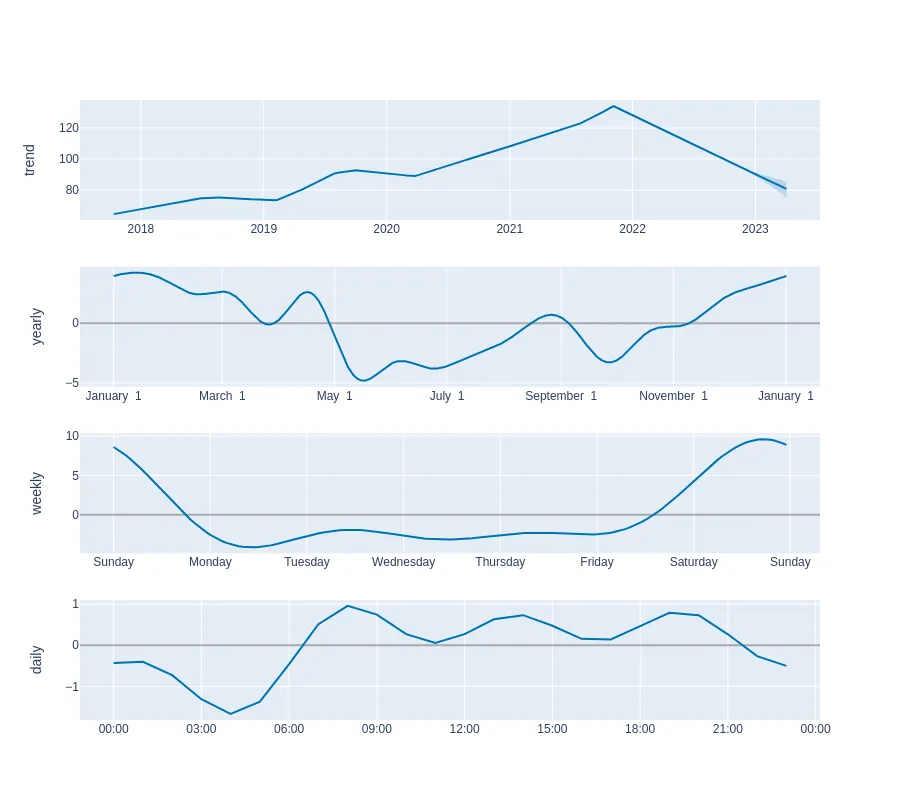 trend
120
100
80
2018 2019 2020 2021 2022 2023
yearly
0
−5
January 1 March 1 May 1 July 1 September 1 November 1 January 1
weekly
10
5
0
Sunday Monday Tuesday Wednesday Thursday Friday Saturday Sunday
daily
1
0
−1
00:00 03:00 06:00 09:00 12:00 15:00 18:00 21:00 00:00